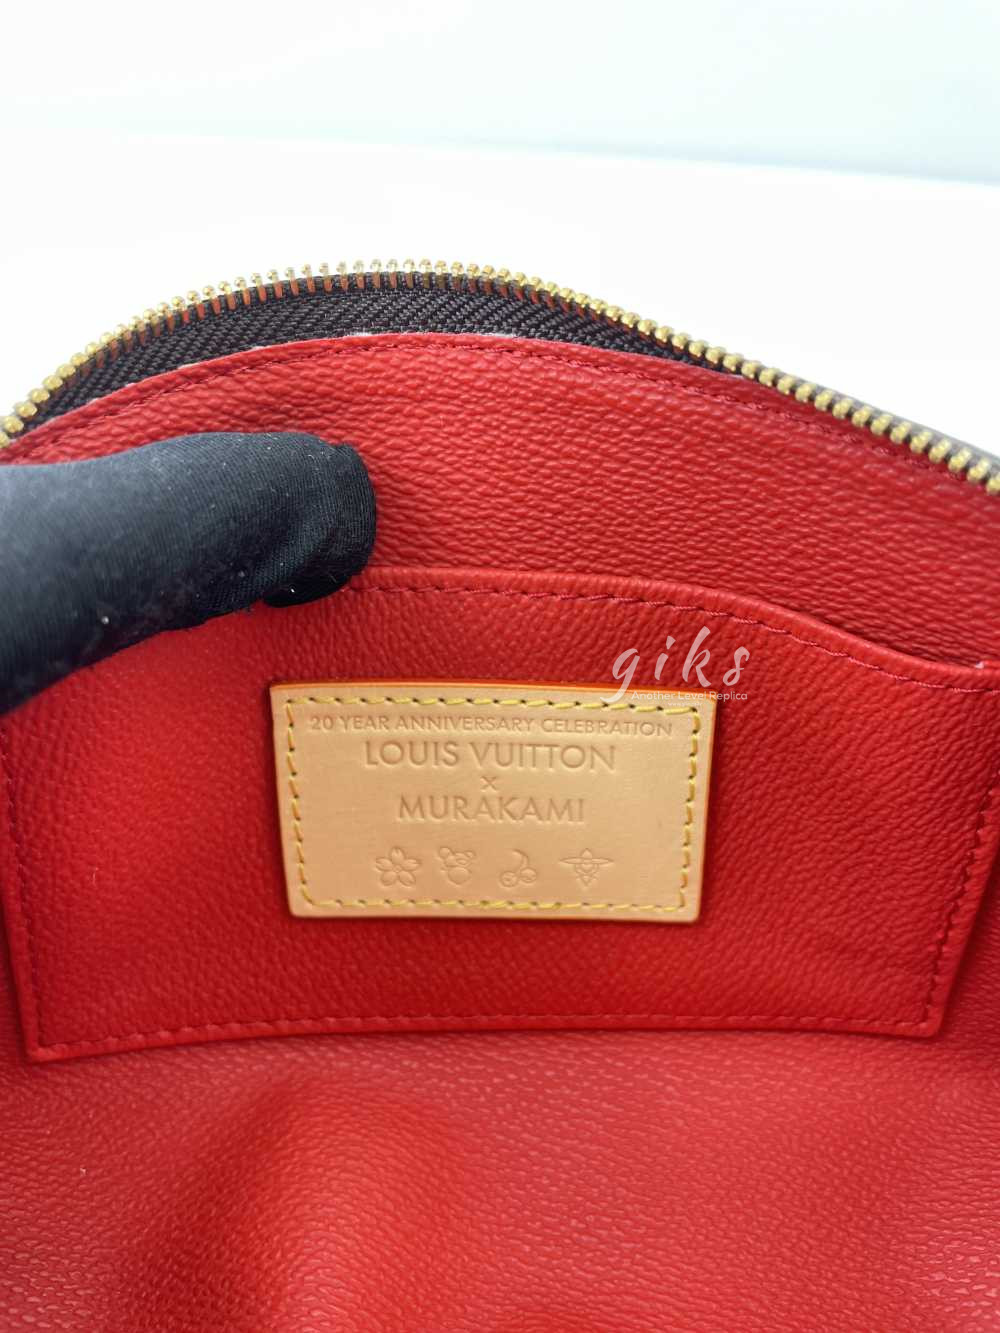 giks
Another Level Replica
20 YEAR ANNIVERSARY CELEBRATION
LOUIS VUITTON
×
MURAKAMI